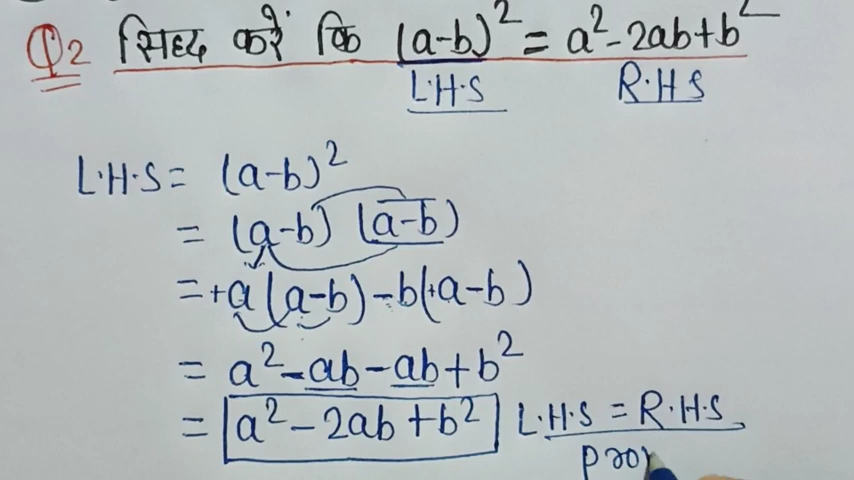 Q2 सिध्द करें कि (a-b)² = a²-2ab+b²
L.H.S R.H.S
L.H.S = (a-b)²
= (a-b) (a-b)
= +a(a-b)-b(+a-b)
= a²-ab-ab+b²
= a²-2ab+b² L.H.S = R.H.S